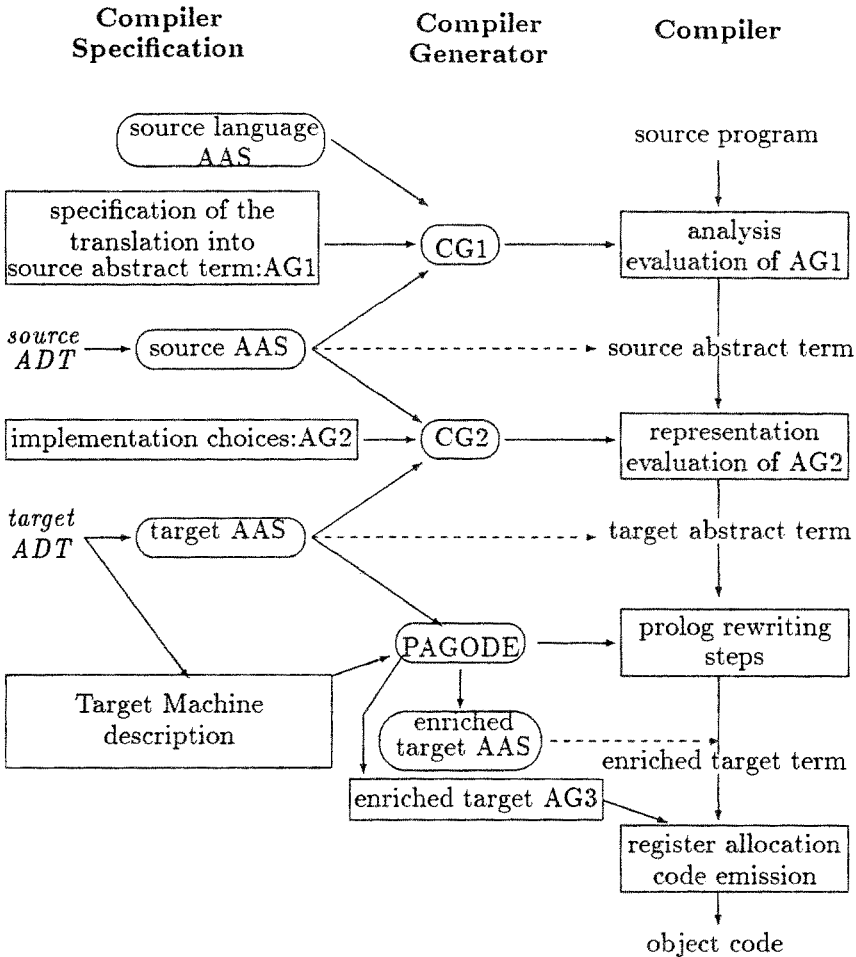 Compiler
Specification
Compiler
Generator
Compiler
source language
AAS
source program
specification of the
translation into
source abstract term:AG1
CG1
analysis
evaluation of AG1
source
ADT
source AAS
source abstract term
implementation choices:AG2
CG2
representation
evaluation of AG2
target
ADT
target AAS
target abstract term
PAGODE
prolog rewriting
steps
Target Machine
description
enriched
target AAS
enriched target term
enriched target AG3
register allocation
code emission
object code